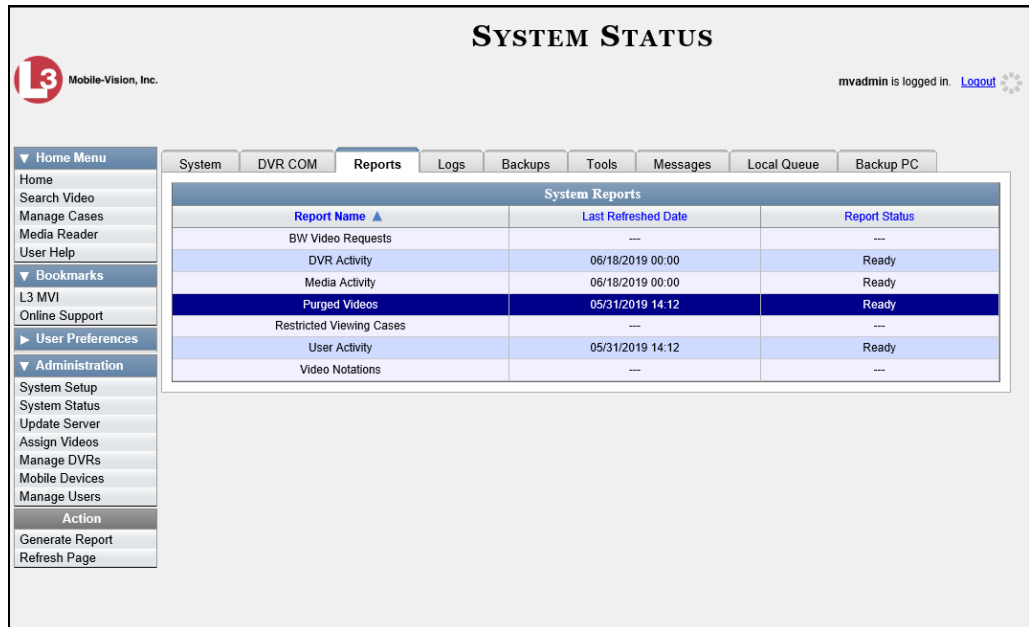 SYSTEM STATUS
L3 Mobile-Vision, Inc.
mvadmin is logged in. Logout
▼ Home Menu
Home
Search Video
Manage Cases
Media Reader
User Help
▼ Bookmarks
L3 MVI
Online Support
► User Preferences
▼ Administration
System Setup
System Status
Update Server
Assign Videos
Manage DVRs
Mobile Devices
Manage Users
Action
Generate Report
Refresh Page
System DVR COM Reports Logs Backups Tools Messages Local Queue Backup PC
System Reports
Report Name ▲ Last Refreshed Date Report Status
BW Video Requests --- ---
DVR Activity 06/18/2019 00:00 Ready
Media Activity 06/18/2019 00:00 Ready
Purged Videos 05/31/2019 14:12 Ready
Restricted Viewing Cases --- ---
User Activity 05/31/2019 14:12 Ready
Video Notations --- ---